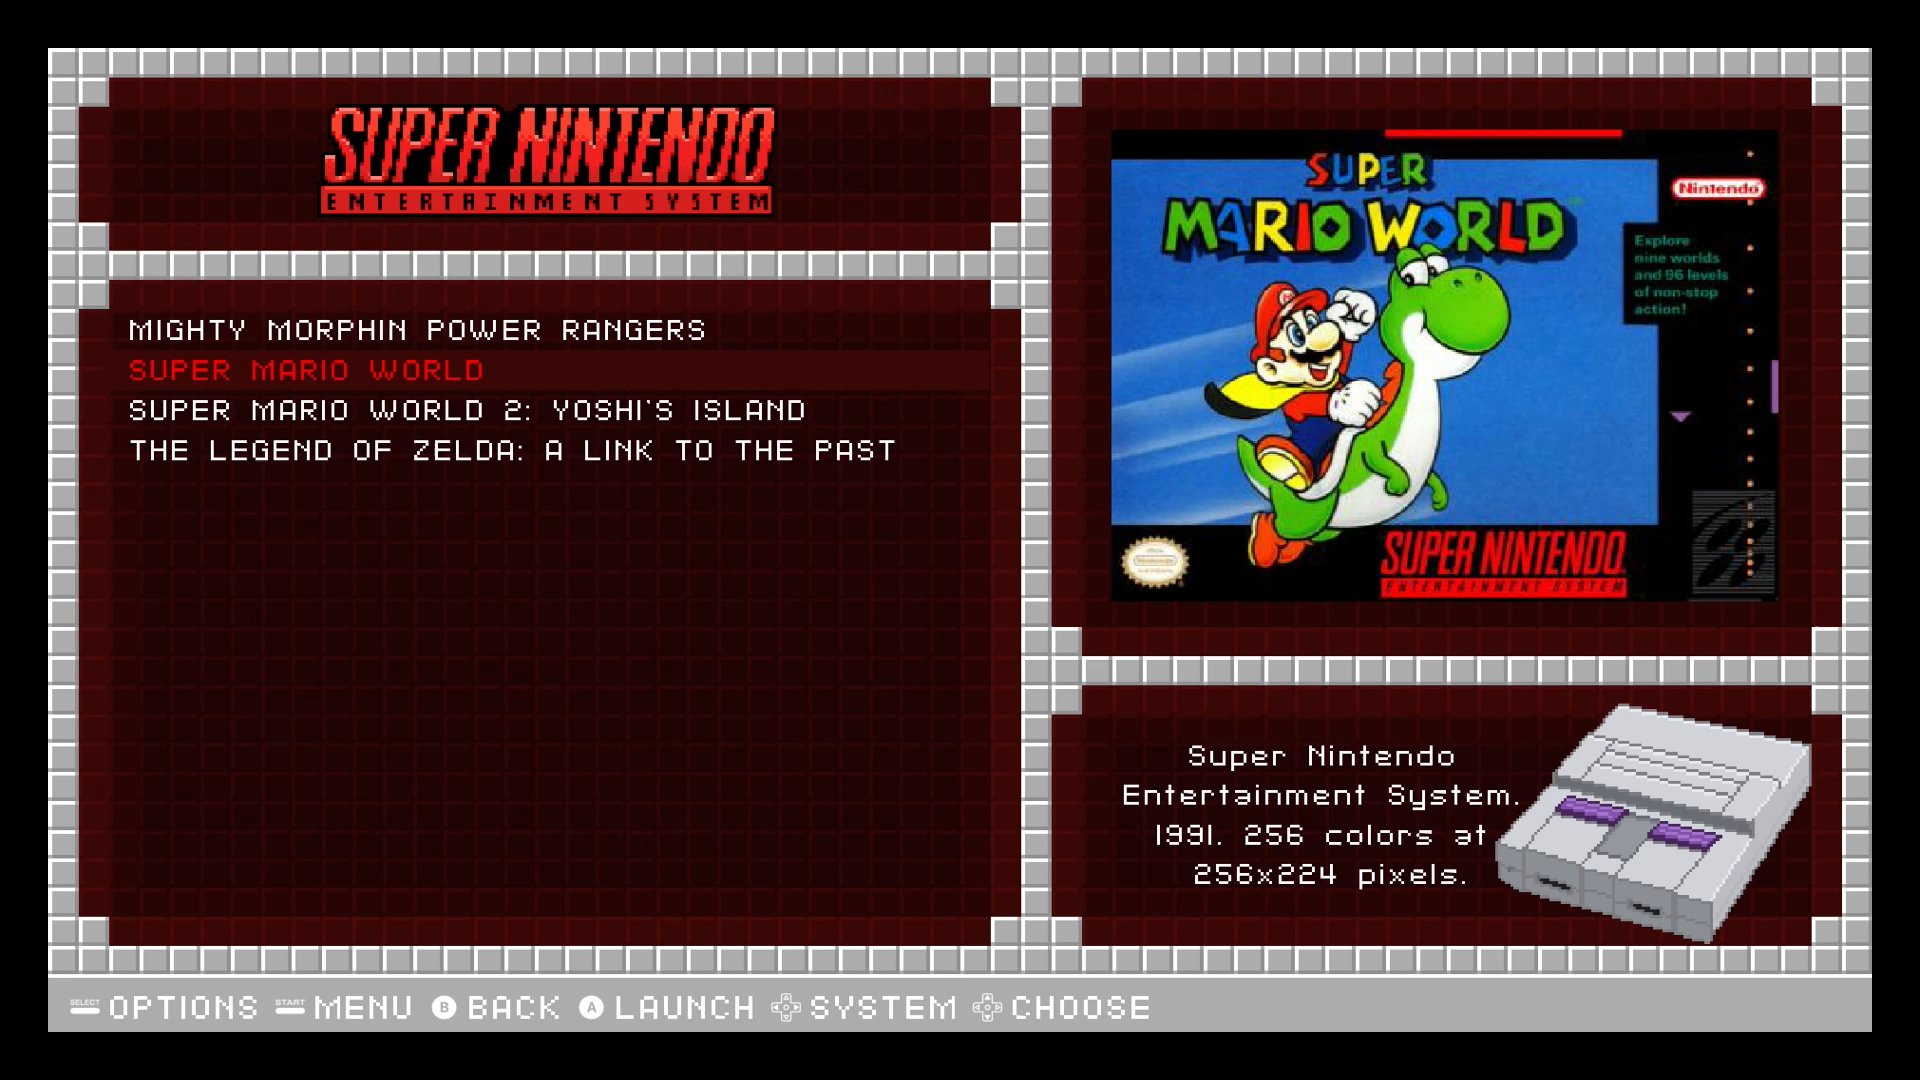 SUPER NINTENDO
ENTERTAINMENT SYSTEM
MIGHTY MORPHIN POWER RANGERS
SUPER MARIO WORLD
SUPER MARIO WORLD 2: YOSHI'S ISLAND
THE LEGEND OF ZELDA: A LINK TO THE PAST
SUPER
MARIO WORLD
Nintendo
Explore
nine worlds
and 96 levels
of non-stop
action!
SUPER NINTENDO
ENTERTAINMENT SYSTEM
Super Nintendo
Entertainment System.
1991. 256 colors at
256x224 pixels.
SELECT OPTIONS START MENU B BACK A LAUNCH SYSTEM CHOOSE